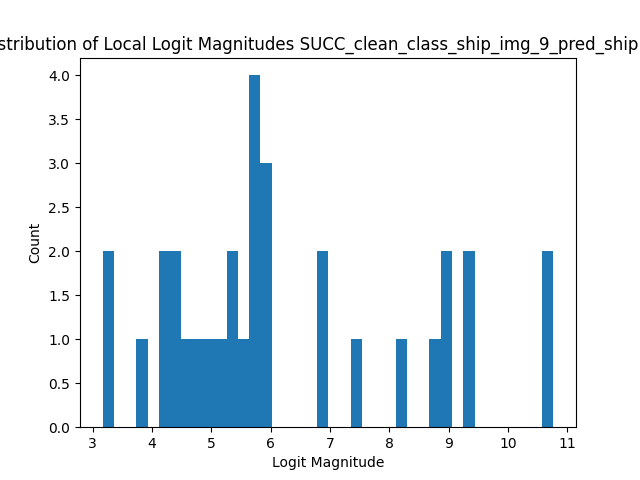 stribution of Local Logit Magnitudes SUCC_clean_class_ship_img_9_pred_ship
4.0
3.5
3.0
2.5
2.0
1.5
1.0
0.5
0.0
Count
3 4 5 6 7 8 9 10 11
Logit Magnitude